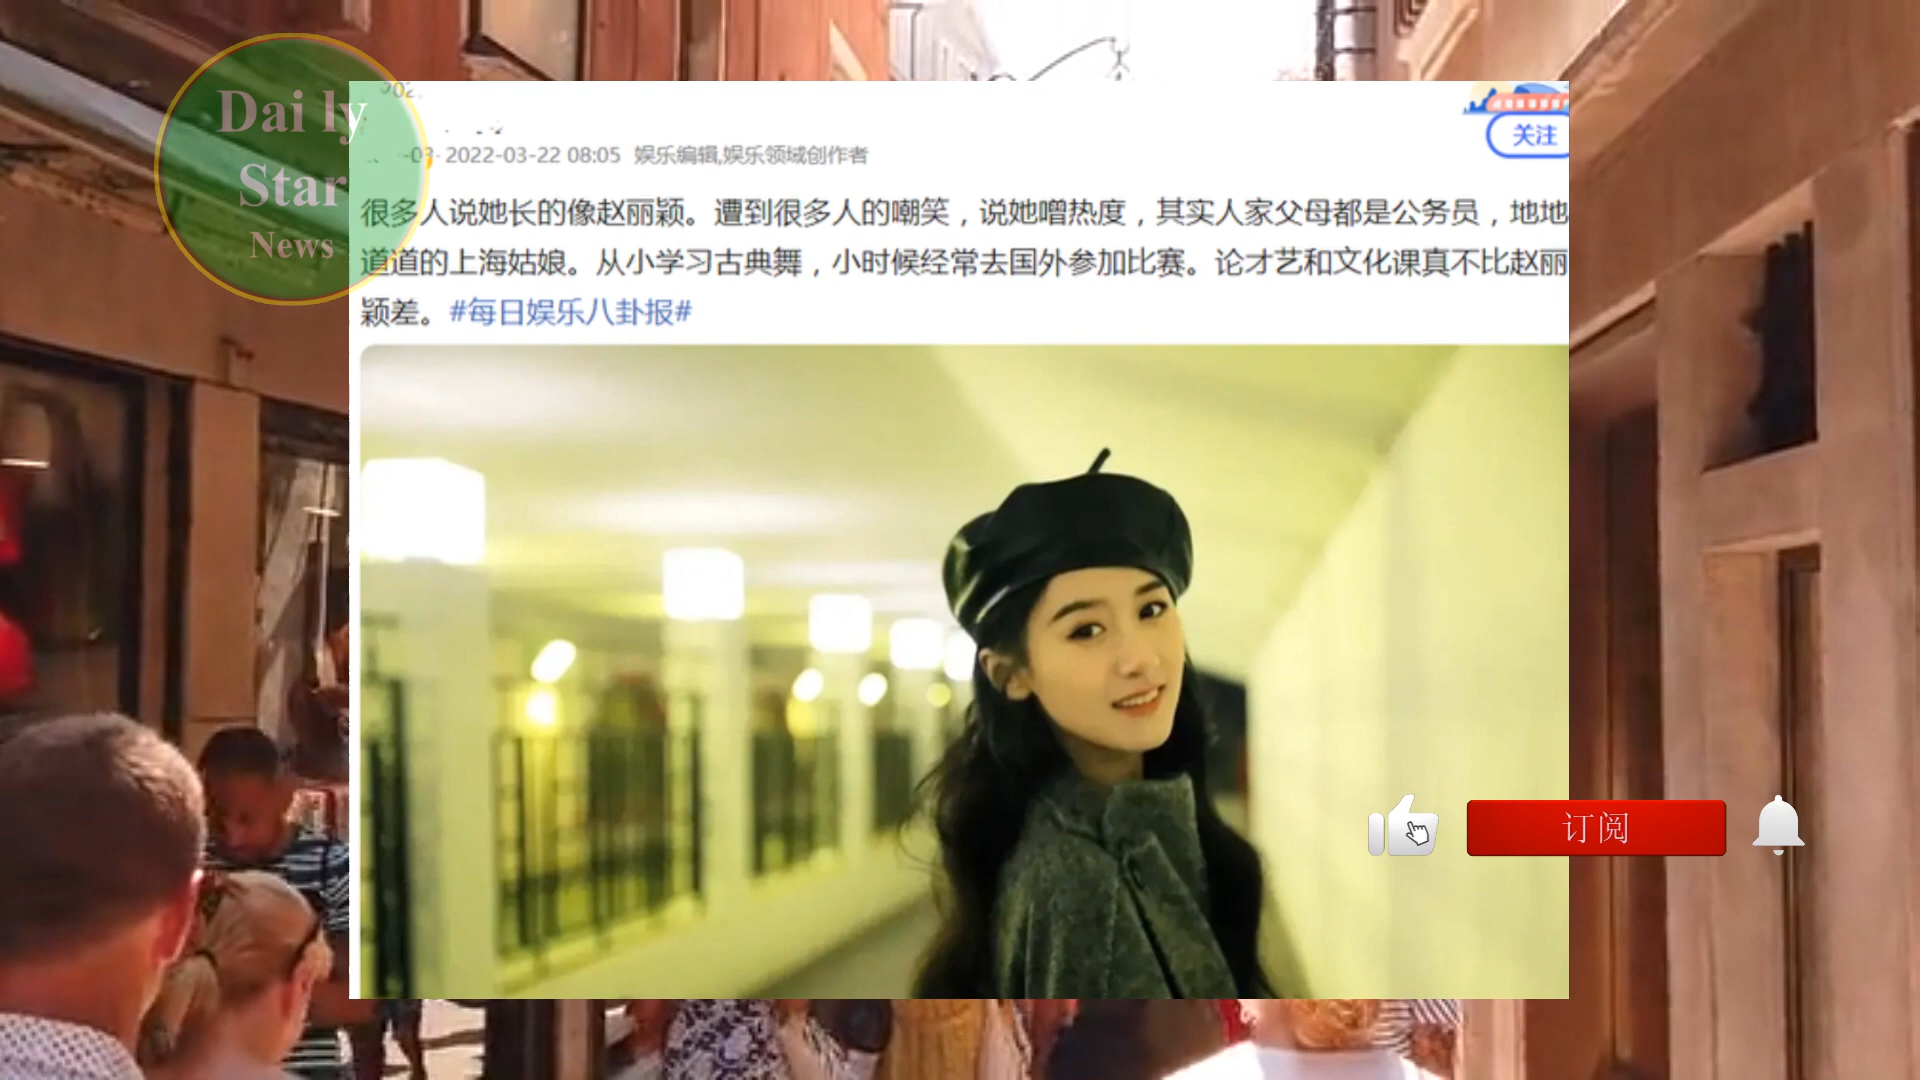 Daily
Star
News
2022-03-22 08:05 娱乐编辑,娱乐领域创作者
关注
很多人说她长的像赵丽颖。遭到很多人的嘲笑，说她噌热度，其实人家父母都是公务员，地地
道道的上海姑娘。从小学习古典舞，小时候经常去国外参加比赛。论才艺和文化课真不比赵丽
颖差。#每日娱乐八卦报#
订阅